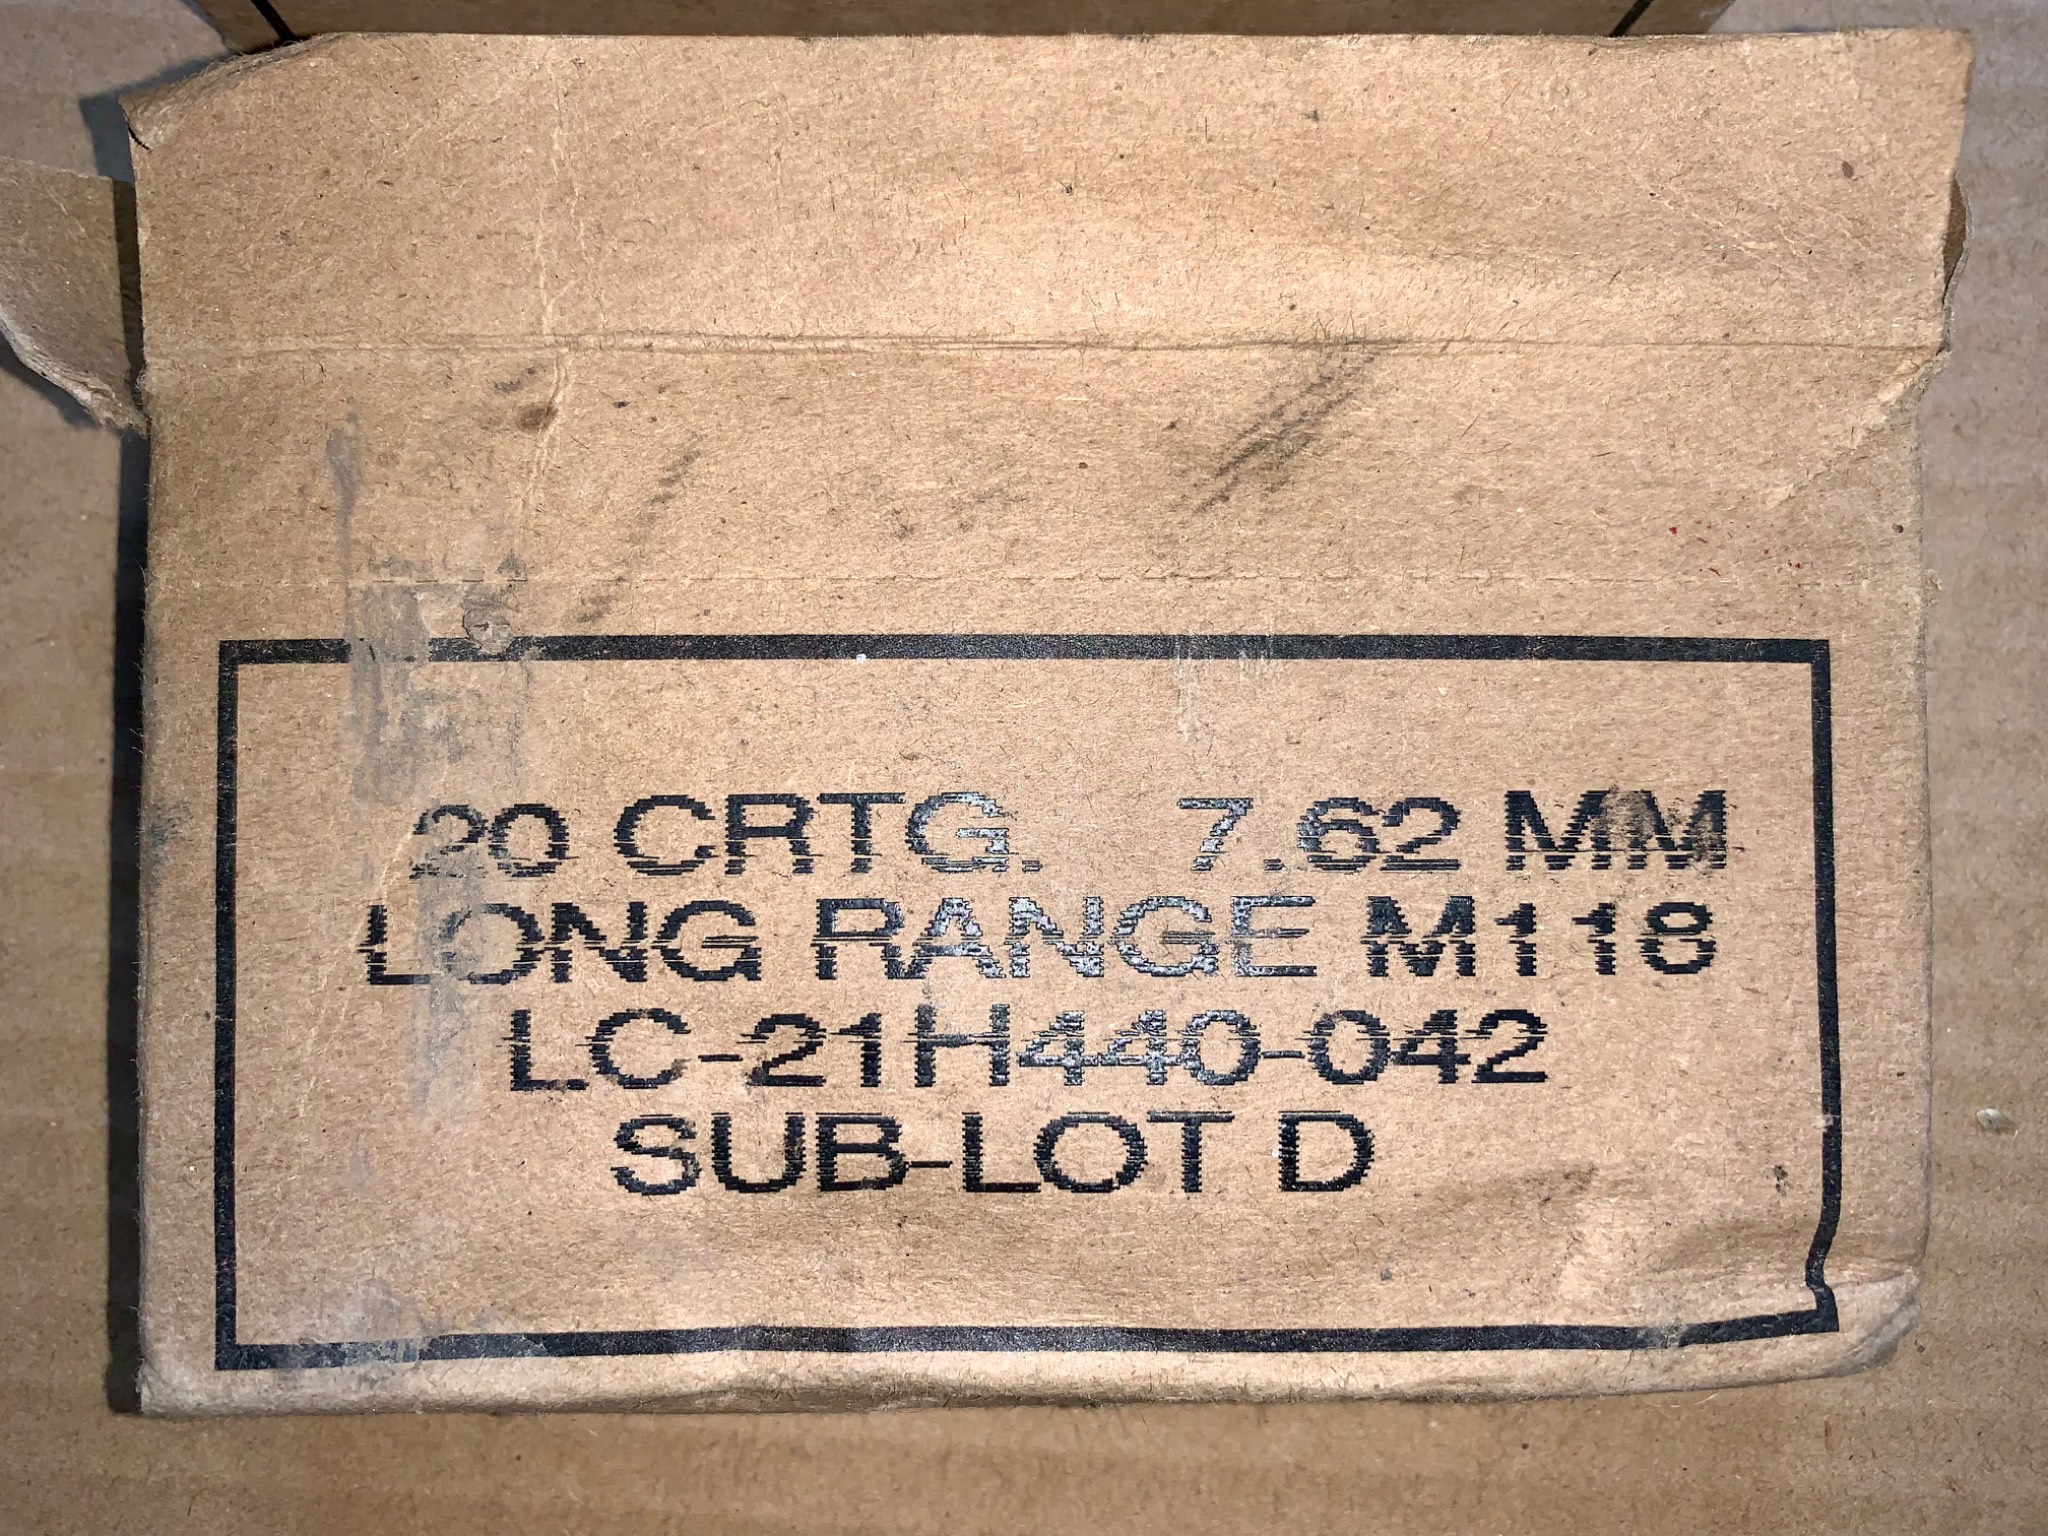 20 CRTG. 7.62 MM
LONG RANGE M118
LC-21H440-042
SUB-LOT D